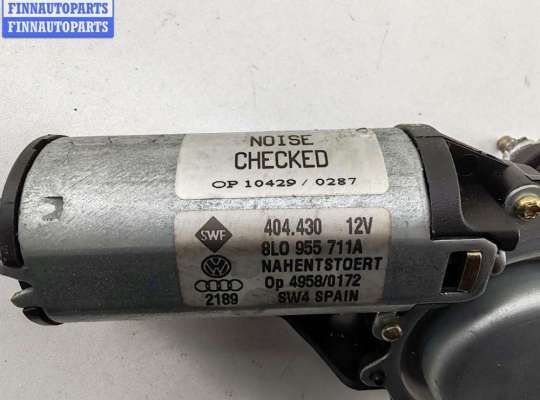 FINNAUTOPARTS
FINNAUTOPARTS
NOISE
CHECKED
OP 10429 / 0287
SWF
404.430 12V
8L0 955 711A
NAHENTSTOERT
Op 4958/0172
2189
SW4 SPAIN